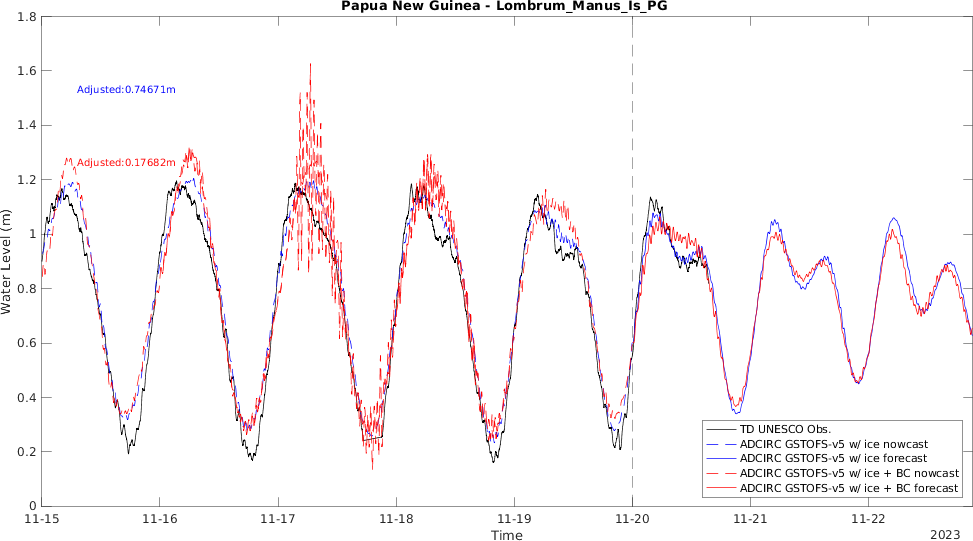 Papua New Guinea - Lombrum_Manus_Is_PG
1.8
1.6
1.4
1.2
1
0.8
0.6
0.4
0.2
0
Water Level (m)
Adjusted:0.74671m
Adjusted:0.17682m
TD UNESCO Obs.
ADCIRC GSTOFS-v5 w/ ice nowcast
ADCIRC GSTOFS-v5 w/ ice forecast
ADCIRC GSTOFS-v5 w/ ice + BC nowcast
ADCIRC GSTOFS-v5 w/ ice + BC forecast
11-15 11-16 11-17 11-18 11-19 11-20 11-21 11-22
Time
2023